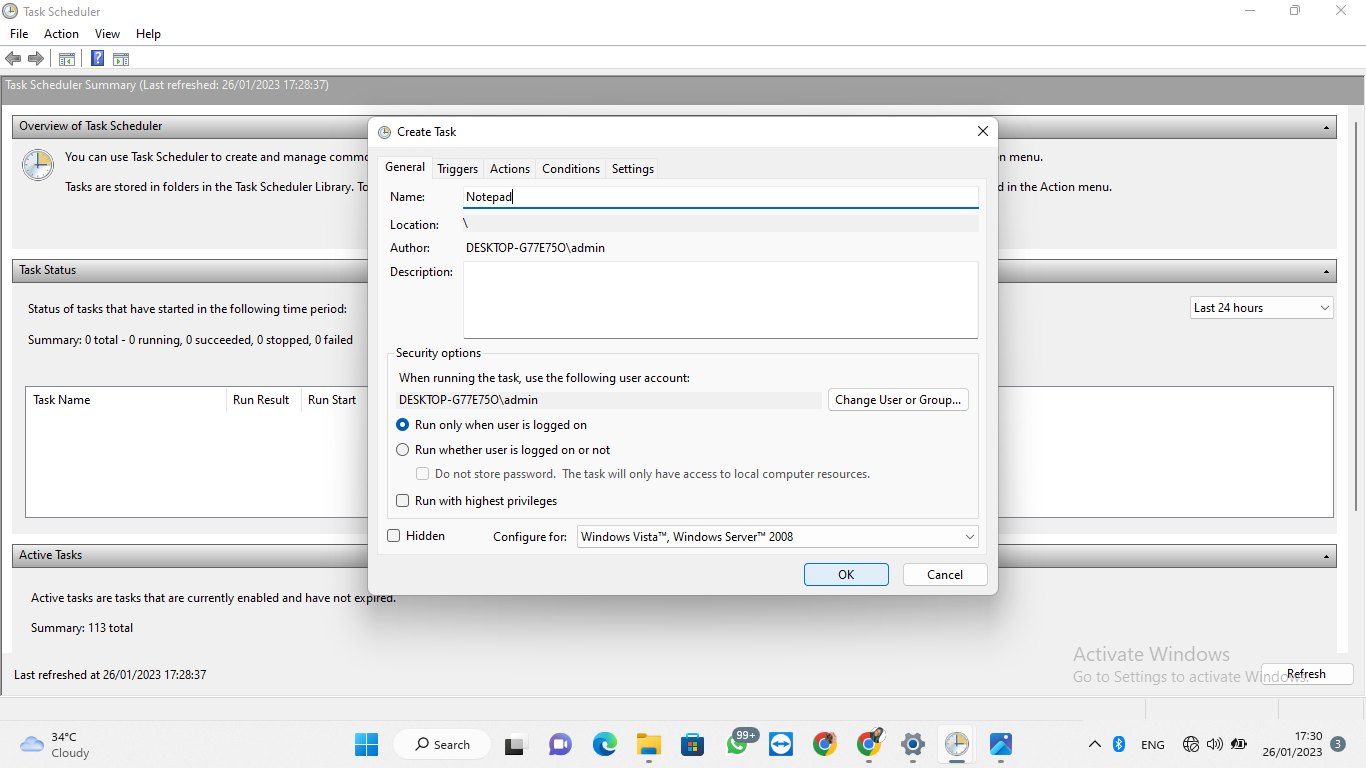 Task Scheduler
File Action View Help
Task Scheduler Summary (Last refreshed: 26/01/2023 17:28:37)
Overview of Task Scheduler
You can use Task Scheduler to create and manage commo
n menu.
Tasks are stored in folders in the Task Scheduler Library. To
d in the Action menu.
Task Status
Status of tasks that have started in the following time period:
Last 24 hours
Summary: 0 total - 0 running, 0 succeeded, 0 stopped, 0 failed
Task Name Run Result Run Start
Active Tasks
Active tasks are tasks that are currently enabled and have not expired.
Summary: 113 total
Last refreshed at 26/01/2023 17:28:37
Refresh
Create Task
General Triggers Actions Conditions Settings
Name: Notepad
Location: \
Author: DESKTOP-G77E75O\admin
Description:
Security options
When running the task, use the following user account:
DESKTOP-G77E75O\admin Change User or Group...
Run only when user is logged on
Run whether user is logged on or not
Do not store password. The task will only have access to local computer resources.
Run with highest privileges
Hidden Configure for: Windows Vista™, Windows Server™ 2008
OK Cancel
Activate Windows
Go to Settings to activate Windows.
34°C
Cloudy
Search
99+
ENG
17:30
26/01/2023
3